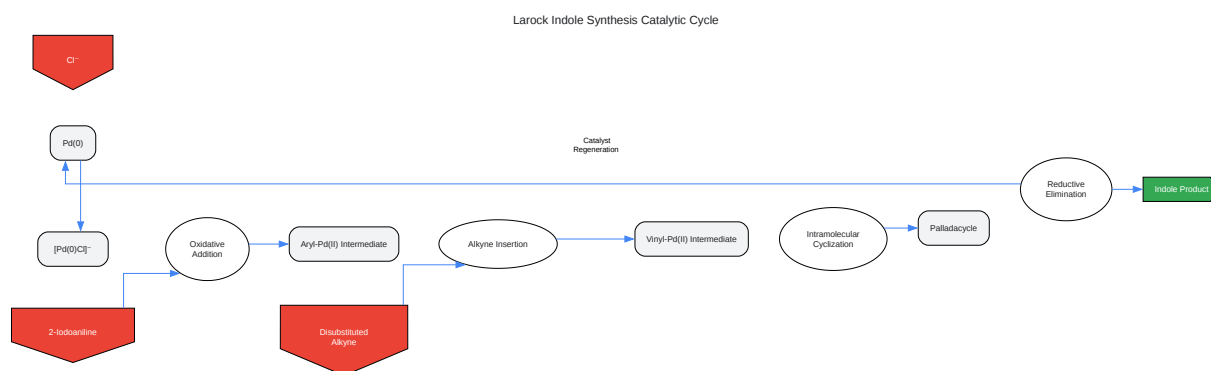 Larock Indole Synthesis Catalytic Cycle
Cl⁻
Pd(0)
Catalyst
Regeneration
Reductive
Elimination
Indole Product
[Pd(0)Cl]⁻
Oxidative
Addition
Aryl-Pd(II) Intermediate
Alkyne Insertion
Vinyl-Pd(II) Intermediate
Intramolecular
Cyclization
Palladacycle
2-Iodoaniline
Disubstituted
Alkyne